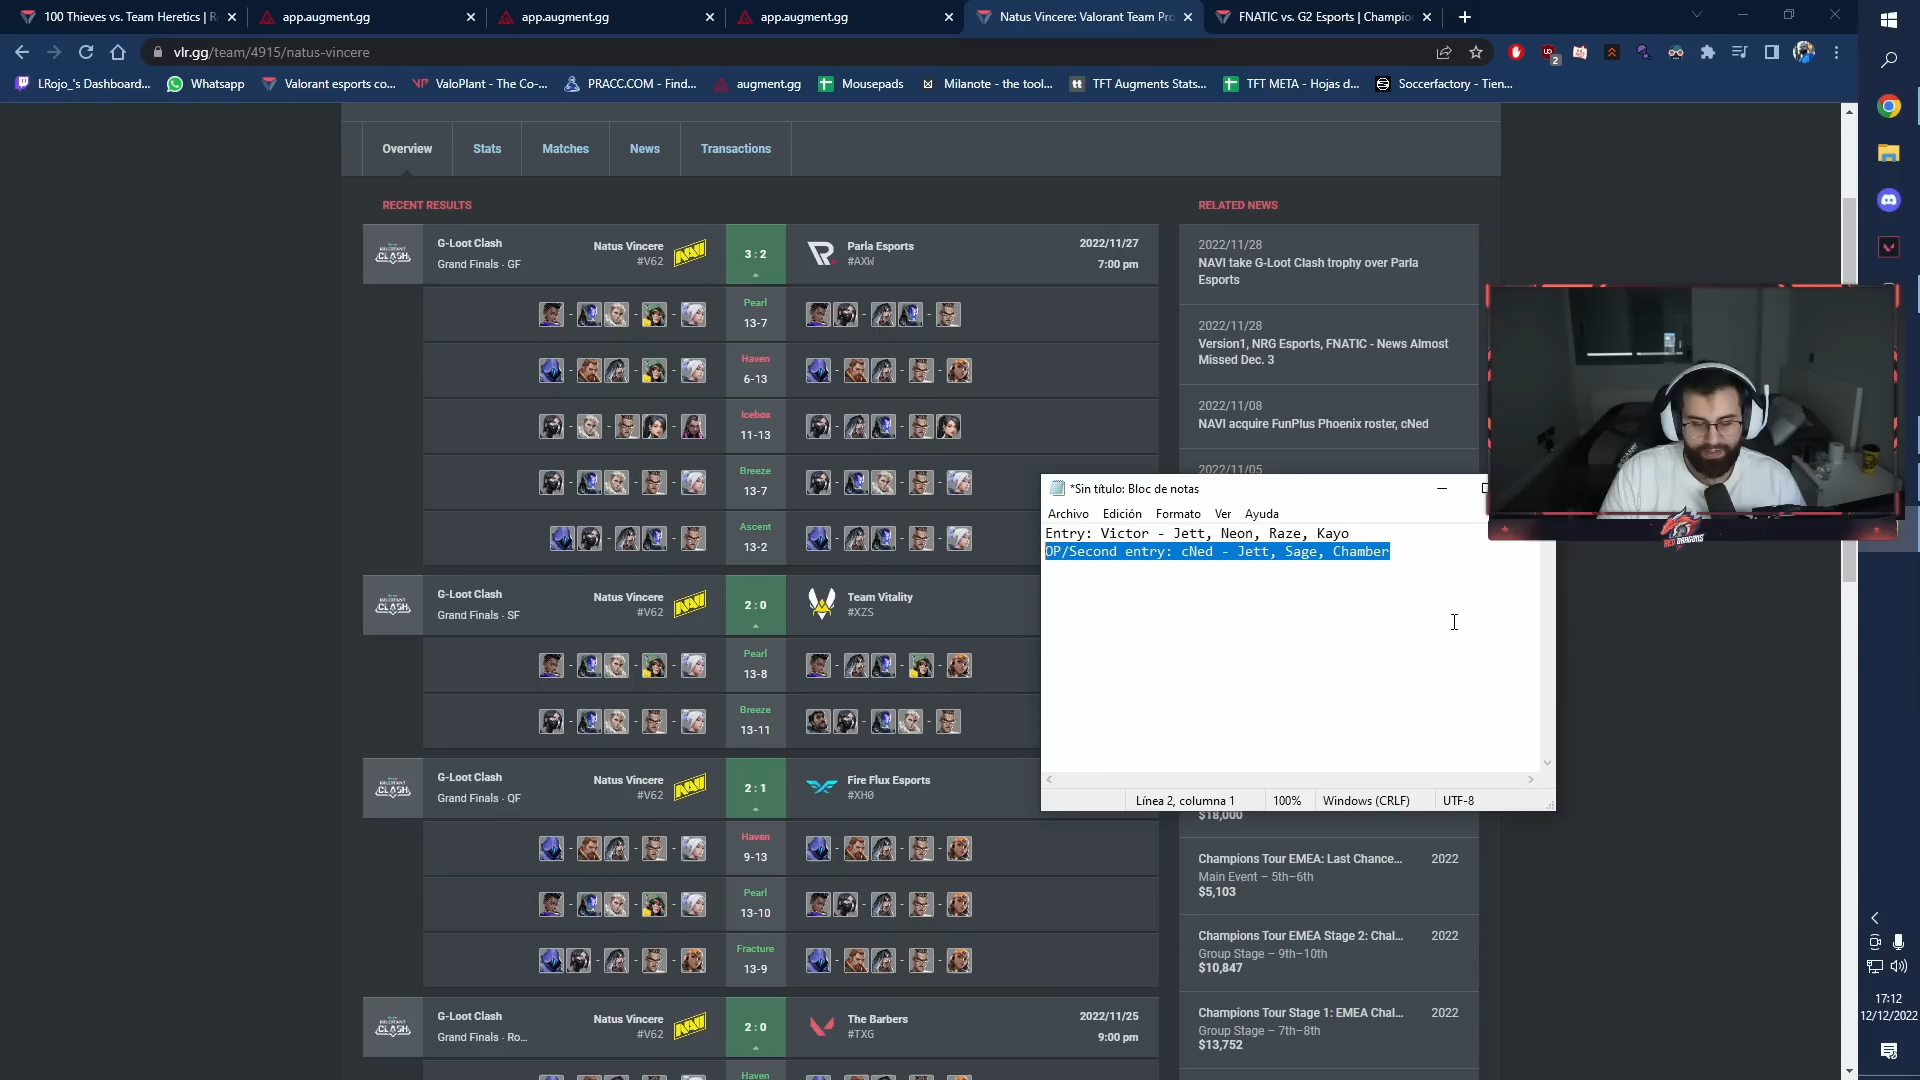 100 Thieves vs. Team Heretics | R
app.augment.gg
app.augment.gg
app.augment.gg
Natus Vincere: Valorant Team Pro
FNATIC vs. G2 Esports | Champio
vlr.gg/team/4915/natus-vincere
2
LRojo_'s Dashboard...
Whatsapp
Valorant esports co...
ValoPlant - The Co-...
PRACC.COM - Find...
augment.gg
Mousepads
Milanote - the tool...
TFT Augments Stats...
TFT META - Hojas d...
Soccerfactory - Tien...
Overview
Stats
Matches
News
Transactions
RECENT RESULTS
G-Loot Clash
Grand Finals - GF
Natus Vincere
#V62
3 : 2
Parla Esports
#AXW
2022/11/27
7:00 pm
Pearl
13-7
Haven
6-13
Icebox
11-13
Breeze
13-7
Ascent
13-2
G-Loot Clash
Grand Finals - SF
Natus Vincere
#V62
2 : 0
Team Vitality
#XZS
Pearl
13-8
Breeze
13-11
G-Loot Clash
Grand Finals - QF
Natus Vincere
#V62
2 : 1
Fire Flux Esports
#XH0
Haven
9-13
Pearl
13-10
Fracture
13-9
G-Loot Clash
Grand Finals - Ro...
Natus Vincere
#V62
2 : 0
The Barbers
#TXG
2022/11/25
9:00 pm
Haven
RELATED NEWS
2022/11/28
NAVI take G-Loot Clash trophy over Parla
Esports
2022/11/28
Version1, NRG Esports, FNATIC - News Almost
Missed Dec. 3
2022/11/08
NAVI acquire FunPlus Phoenix roster, cNed
2022/11/05
*Sin título: Bloc de notas
Archivo
Edición
Formato
Ver
Ayuda
Entry: Victor - Jett, Neon, Raze, Kayo
OP/Second entry: cNed - Jett, Sage, Chamber
Línea 2, columna 1
100%
Windows (CRLF)
UTF-8
$18,000
Champions Tour EMEA: Last Chance...
2022
Main Event – 5th–6th
$5,103
Champions Tour EMEA Stage 2: Chal...
2022
Group Stage – 9th–10th
$10,847
Champions Tour Stage 1: EMEA Chal...
2022
Group Stage – 7th–8th
$13,752
RED DRAGONS
17:12
12/12/2022